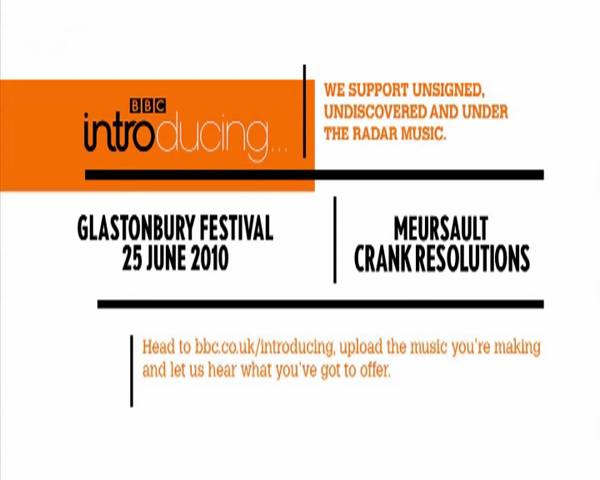 BBC
introducing...
WE SUPPORT UNSIGNED,
UNDISCOVERED AND UNDER
THE RADAR MUSIC.
GLASTONBURY FESTIVAL
25 JUNE 2010
MEURSAULT
CRANK RESOLUTIONS
Head to bbc.co.uk/introducing, upload the music you're making
and let us hear what you've got to offer.